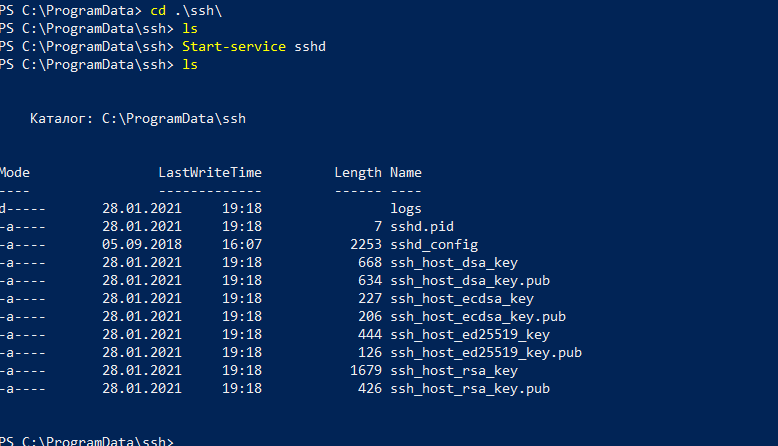 PS C:\ProgramData> cd .\ssh\
PS C:\ProgramData\ssh> ls
PS C:\ProgramData\ssh> Start-service sshd
PS C:\ProgramData\ssh> ls
Каталог: C:\ProgramData\ssh
Mode LastWriteTime Length Name
---- ------------- ------ ----
d----- 28.01.2021 19:18 logs
-a---- 28.01.2021 19:18 7 sshd.pid
-a---- 05.09.2018 16:07 2253 sshd_config
-a---- 28.01.2021 19:18 668 ssh_host_dsa_key
-a---- 28.01.2021 19:18 634 ssh_host_dsa_key.pub
-a---- 28.01.2021 19:18 227 ssh_host_ecdsa_key
-a---- 28.01.2021 19:18 206 ssh_host_ecdsa_key.pub
-a---- 28.01.2021 19:18 444 ssh_host_ed25519_key
-a---- 28.01.2021 19:18 126 ssh_host_ed25519_key.pub
-a---- 28.01.2021 19:18 1679 ssh_host_rsa_key
-a---- 28.01.2021 19:18 426 ssh_host_rsa_key.pub
PS C:\ProgramData\ssh>